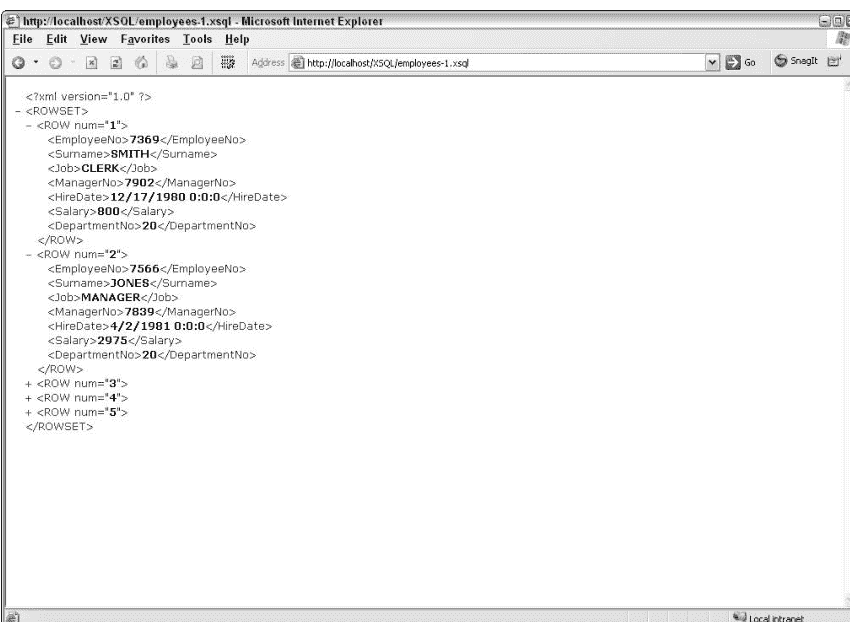 http://localhost/XSQL/employees-1.xsql - Microsoft Internet Explorer
File Edit View Favorites Tools Help
Address http://localhost/XSQL/employees-1.xsql Go SnagIt
<?xml version="1.0" ?>
- <ROWSET>
- <ROW num="1">
<EmployeeNo>7369</EmployeeNo>
<Surname>SMITH</Surname>
<Job>CLERK</Job>
<ManagerNo>7902</ManagerNo>
<HireDate>12/17/1980 0:0:0</HireDate>
<Salary>800</Salary>
<DepartmentNo>20</DepartmentNo>
</ROW>
- <ROW num="2">
<EmployeeNo>7566</EmployeeNo>
<Surname>JONES</Surname>
<Job>MANAGER</Job>
<ManagerNo>7839</ManagerNo>
<HireDate>4/2/1981 0:0:0</HireDate>
<Salary>2975</Salary>
<DepartmentNo>20</DepartmentNo>
</ROW>
+ <ROW num="3">
+ <ROW num="4">
+ <ROW num="5">
</ROWSET>
Local intranet